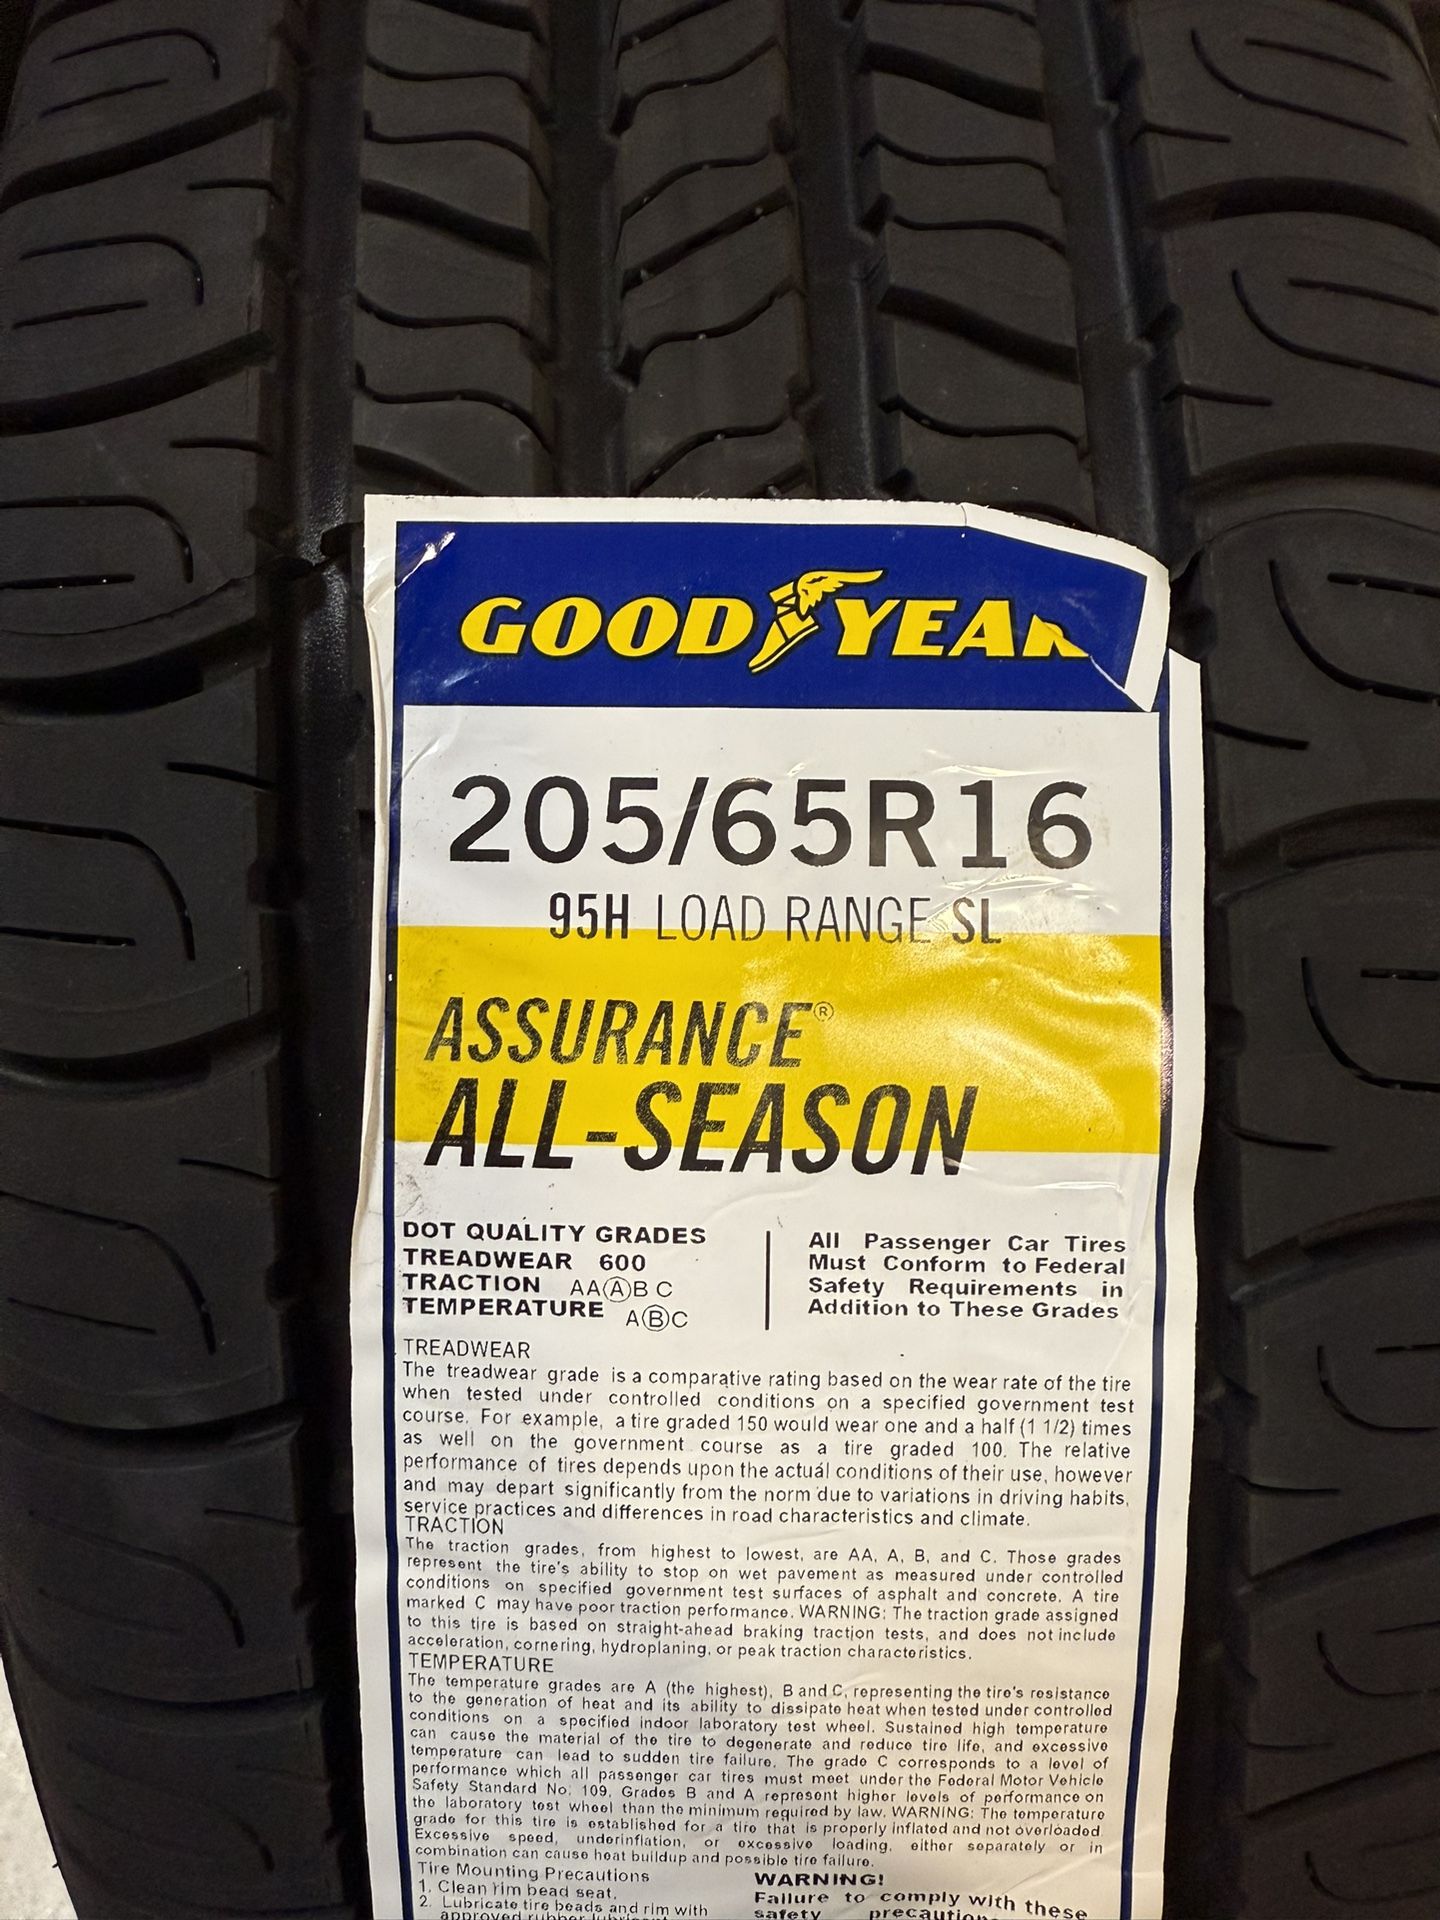 GOODYEAR
205/65R16
95H LOAD RANGE SL
ASSURANCE®
ALL-SEASON
DOT QUALITY GRADES
TREADWEAR 600
TRACTION AA A B C
TEMPERATURE A B C
All Passenger Car Tires
Must Conform to Federal
Safety Requirements in
Addition to These Grades
TREADWEAR
The treadwear grade is a comparative rating based on the wear rate of the tire
when tested under controlled conditions on a specified government test
course. For example, a tire graded 150 would wear one and a half (1 1/2) times
as well on the government course as a tire graded 100. The relative
performance of tires depends upon the actual conditions of their use, however
and may depart significantly from the norm due to variations in driving habits,
service practices and differences in road characteristics and climate.
TRACTION
The traction grades, from highest to lowest, are AA, A, B, and C. Those grades
represent the tire's ability to stop on wet pavement as measured under controlled
conditions on specified government test surfaces of asphalt and concrete. A tire
marked C may have poor traction performance. WARNING: The traction grade assigned
to this tire is based on straight-ahead braking traction tests, and does not include
acceleration, cornering, hydroplaning, or peak traction characteristics.
TEMPERATURE
The temperature grades are A (the highest), B and C, representing the tire's resistance
to the generation of heat and its ability to dissipate heat when tested under controlled
conditions on a specified indoor laboratory test wheel. Sustained high temperature
can cause the material of the tire to degenerate and reduce tire life, and excessive
temperature can lead to sudden tire failure. The grade C corresponds to a level of
performance which all passenger car tires must meet under the Federal Motor Vehicle
Safety Standard No. 109. Grades B and A represent higher levels of performance on
the laboratory test wheel than the minimum required by law. WARNING: The temperature
grade for this tire is established for a tire that is properly inflated and not overloaded.
Excessive speed, underinflation, or excessive loading, either separately or in
combination can cause heat buildup and possible tire failure.
Tire Mounting Precautions
1. Clean rim bead seat.
2. Lubricate tire beads and rim with
approved rubber lubricant
WARNING!
Failure to comply with these
safety precautions